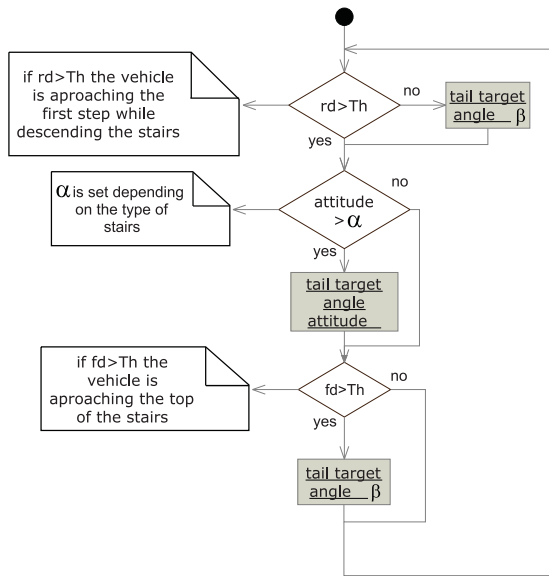 if rd>Th the vehicle
is aproaching the
first step while
descending the stairs
rd>Th
no
tail target
angle β
yes
α is set depending
on the type of
stairs
attitude
>α
no
yes
tail target
angle
attitude
if fd>Th the
vehicle is
aproaching the top
of the stairs
fd>Th
no
yes
tail target
angle β